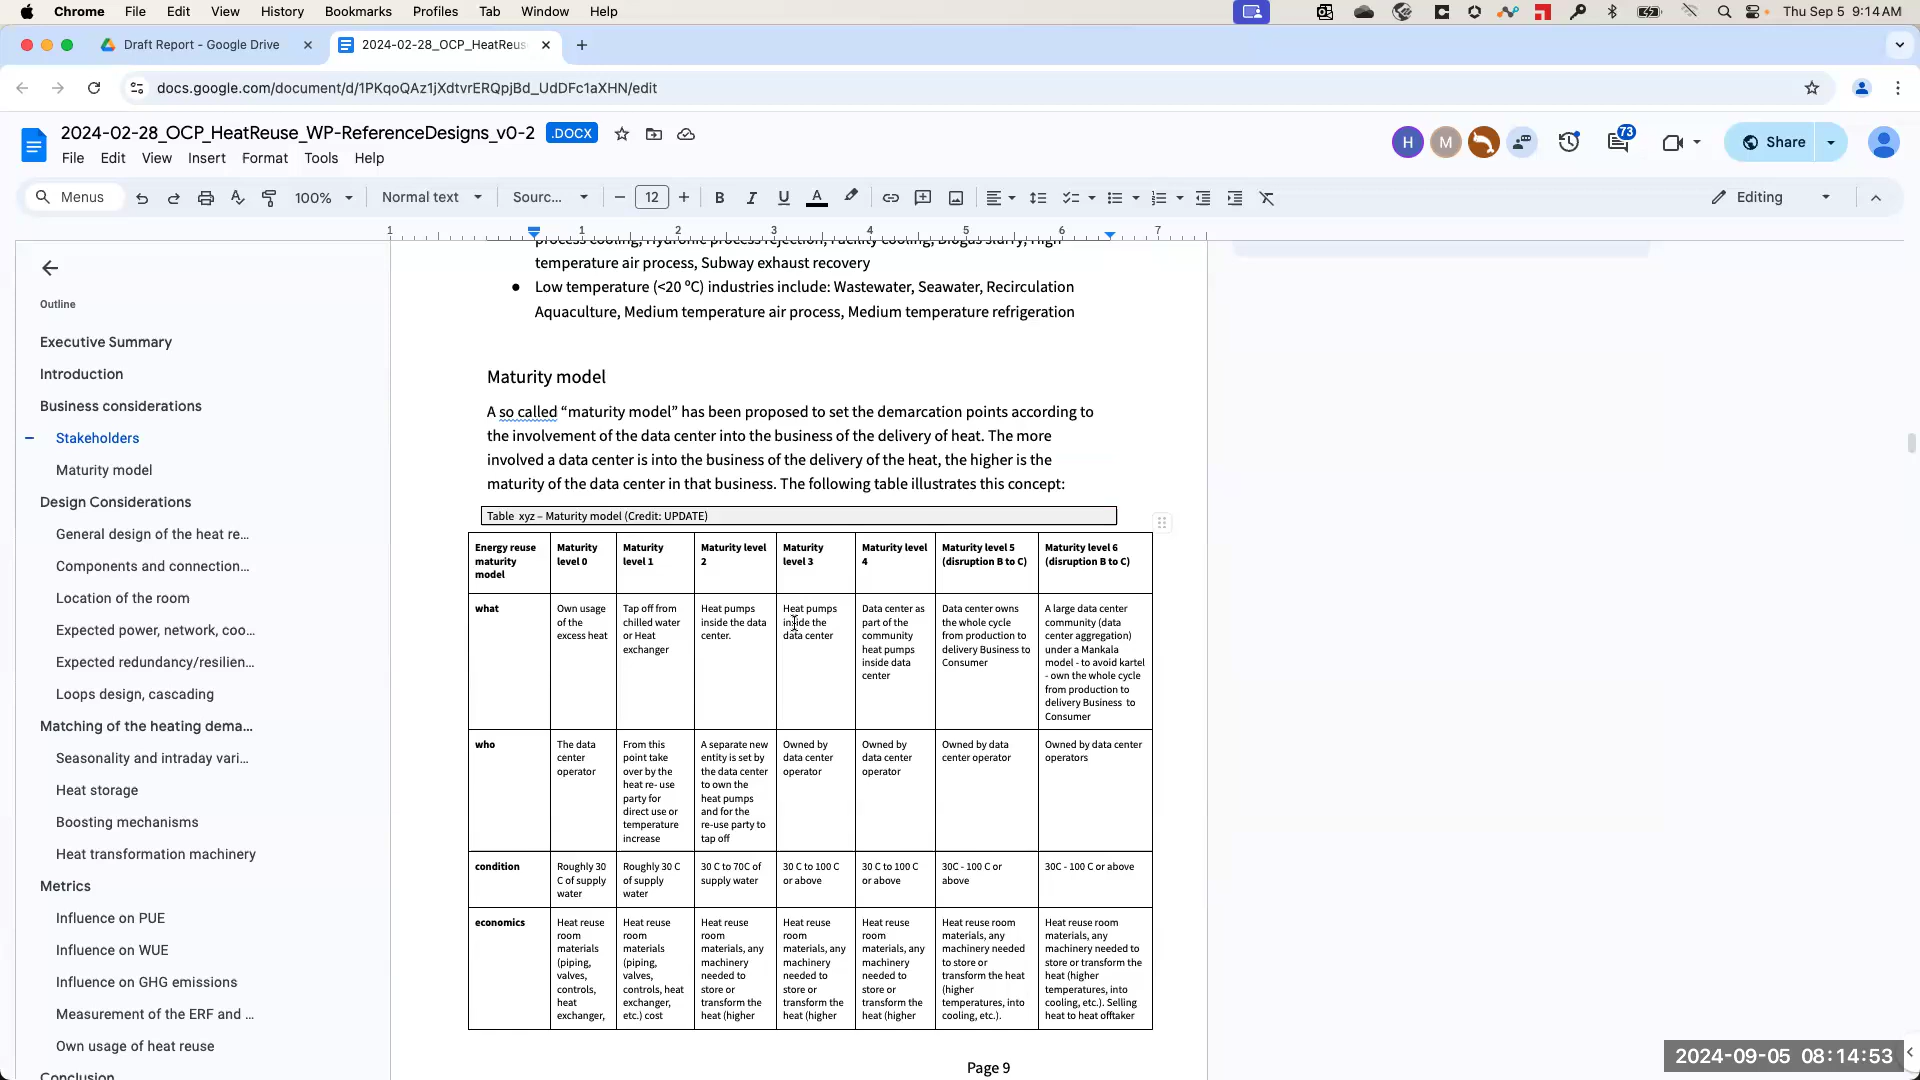 Chrome File Edit View History Bookmarks Profiles Tab Window Help Thu Sep 5 9:14 AM
Draft Report - Google Drive 2024-02-28_OCP_HeatReus
docs.google.com/document/d/1PKqoQAz1jXdtvrERQpjBd_UdDFc1aXHN/edit
2024-02-28_OCP_HeatReuse_WP-ReferenceDesigns_v0-2 .DOCX
File Edit View Insert Format Tools Help
H M 73 Share
Menus 100% Normal text Sourc... 12 B I U A Editing
1 1 2 3 4 5 6 7
Outline
Executive Summary
Introduction
Business considerations
Stakeholders
Maturity model
Design Considerations
General design of the heat re...
Components and connection...
Location of the room
Expected power, network, coo...
Expected redundancy/resilien...
Loops design, cascading
Matching of the heating dema...
Seasonality and intraday vari...
Heat storage
Boosting mechanisms
Heat transformation machinery
Metrics
Influence on PUE
Influence on WUE
Influence on GHG emissions
Measurement of the ERF and ...
Own usage of heat reuse
Conclusion
process cooling, Hydronic process rejection, Facility cooling, Biogas slurry, High
temperature air process, Subway exhaust recovery
● Low temperature (<20 ºC) industries include: Wastewater, Seawater, Recirculation
Aquaculture, Medium temperature air process, Medium temperature refrigeration
Maturity model
A so called “maturity model” has been proposed to set the demarcation points according to
the involvement of the data center into the business of the delivery of heat. The more
involved a data center is into the business of the delivery of the heat, the higher is the
maturity of the data center in that business. The following table illustrates this concept:
Table xyz – Maturity model (Credit: UPDATE)
Energy reuse
maturity
model
Maturity
level 0
Maturity
level 1
Maturity level
2
Maturity
level 3
Maturity level
4
Maturity level 5
(disruption B to C)
Maturity level 6
(disruption B to C)
what
Own usage
of the
excess heat
Tap off from
chilled water
or Heat
exchanger
Heat pumps
inside the data
center.
Heat pumps
inside the
data center
Data center as
part of the
community
heat pumps
inside data
center
Data center owns
the whole cycle
from production to
delivery Business to
Consumer
A large data center
community (data
center aggregation)
under a Mankala
model - to avoid kartel
- own the whole cycle
from production to
delivery Business to
Consumer
who
The data
center
operator
From this
point take
over by the
heat re- use
party for
direct use or
temperature
increase
A separate new
entity is set by
the data center
to own the
heat pumps
and for the
re-use party to
tap off
Owned by
data center
operator
Owned by
data center
operator
Owned by data
center operator
Owned by data center
operators
condition
Roughly 30
C of supply
water
Roughly 30 C
of supply
water
30 C to 70C of
supply water
30 C to 100 C
or above
30 C to 100 C
or above
30C - 100 C or
above
30C - 100 C or above
economics
Heat reuse
room
materials
(piping,
valves,
controls,
heat
exchanger,
Heat reuse
room
materials
(piping,
valves,
controls, heat
exchanger,
etc.) cost
Heat reuse
room
materials, any
machinery
needed to
store or
transform the
heat (higher
Heat reuse
room
materials, any
machinery
needed to
store or
transform the
heat (higher
Heat reuse
room
materials, any
machinery
needed to
store or
transform the
heat (higher
Heat reuse room
materials, any
machinery needed
to store or
transform the heat
(higher
temperatures, into
cooling, etc.).
Heat reuse room
materials, any
machinery needed to
store or transform the
heat (higher
temperatures, into
cooling, etc.). Selling
heat to heat offtaker
Page 9
2024-09-05 08:14:53